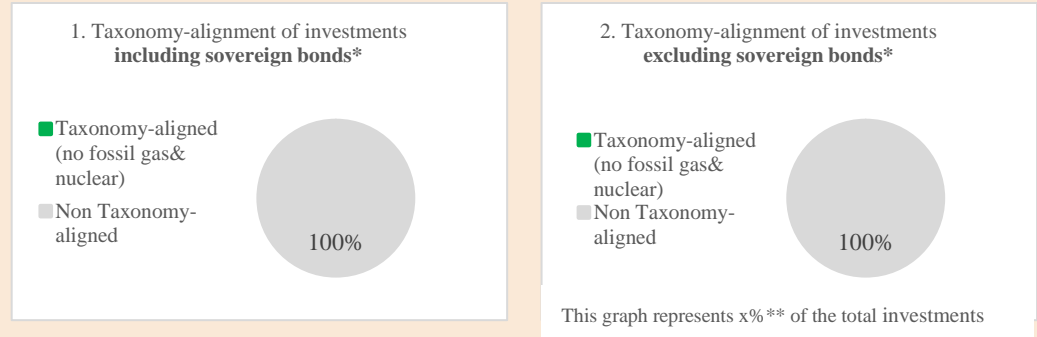 1. Taxonomy-alignment of investments
including sovereign bonds*
Taxonomy-aligned
(no fossil gas&
nuclear)
Non Taxonomy-
aligned
100%
2. Taxonomy-alignment of investments
excluding sovereign bonds*
Taxonomy-aligned
(no fossil gas&
nuclear)
Non Taxonomy-
aligned
100%
This graph represents x%** of the total investments